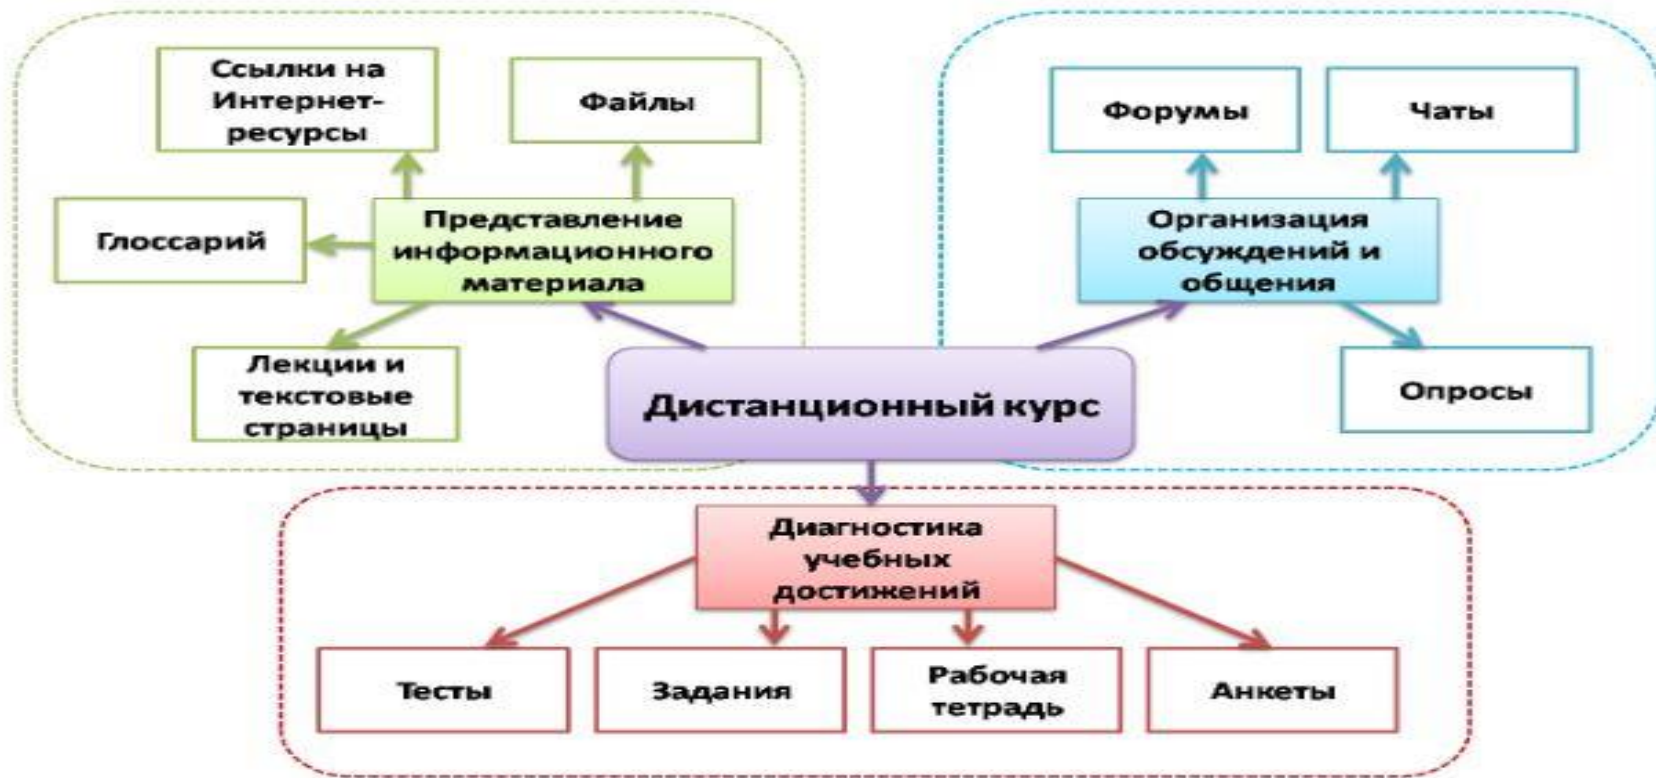 Ссылки на
Интернет-
ресурсы
Файлы
Глоссарий
Представление
информационного
материала
Лекции и
текстовые
страницы
Форумы
Чаты
Организация
обсуждений и
общения
Опросы
Дистанционный курс
Диагностика
учебных
достижений
Тесты
Задания
Рабочая
тетрадь
Анкеты